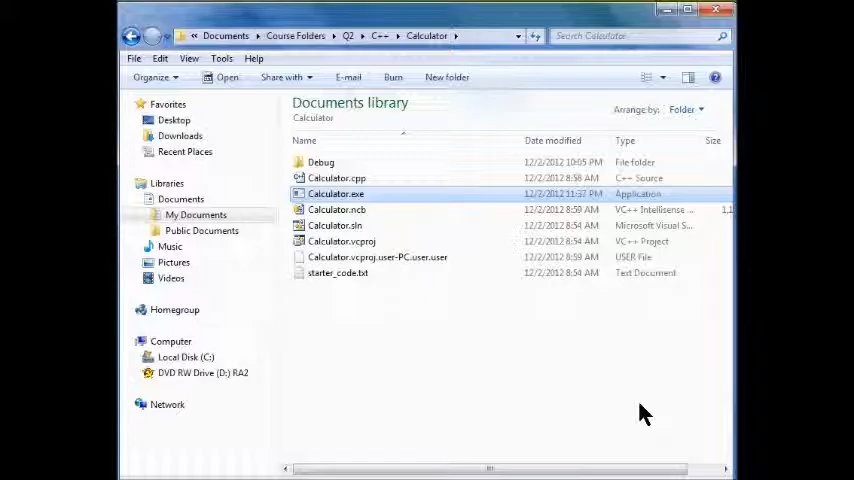 « Documents ▸ Course Folders ▸ Q2 ▸ C++ ▸ Calculator ▸
Search Calculator
File Edit View Tools Help
Organize Open Share with E-mail Burn New folder
Favorites
Desktop
Downloads
Recent Places
Libraries
Documents
My Documents
Public Documents
Music
Pictures
Videos
Homegroup
Computer
Local Disk (C:)
DVD RW Drive (D:) RA2
Network
Documents library
Calculator
Arrange by: Folder
Name Date modified Type Size
Debug 12/2/2012 10:05 PM File folder
Calculator.cpp 12/2/2012 8:58 AM C++ Source
Calculator.exe 12/2/2012 11:37 PM Application
Calculator.ncb 12/2/2012 8:59 AM VC++ Intellisense ... 1,1
Calculator.sln 12/2/2012 8:54 AM Microsoft Visual S...
Calculator.vcproj 12/2/2012 8:54 AM VC++ Project
Calculator.vcproj.user-PC.user.user 12/2/2012 8:59 AM USER File
starter_code.txt 12/2/2012 8:54 AM Text Document